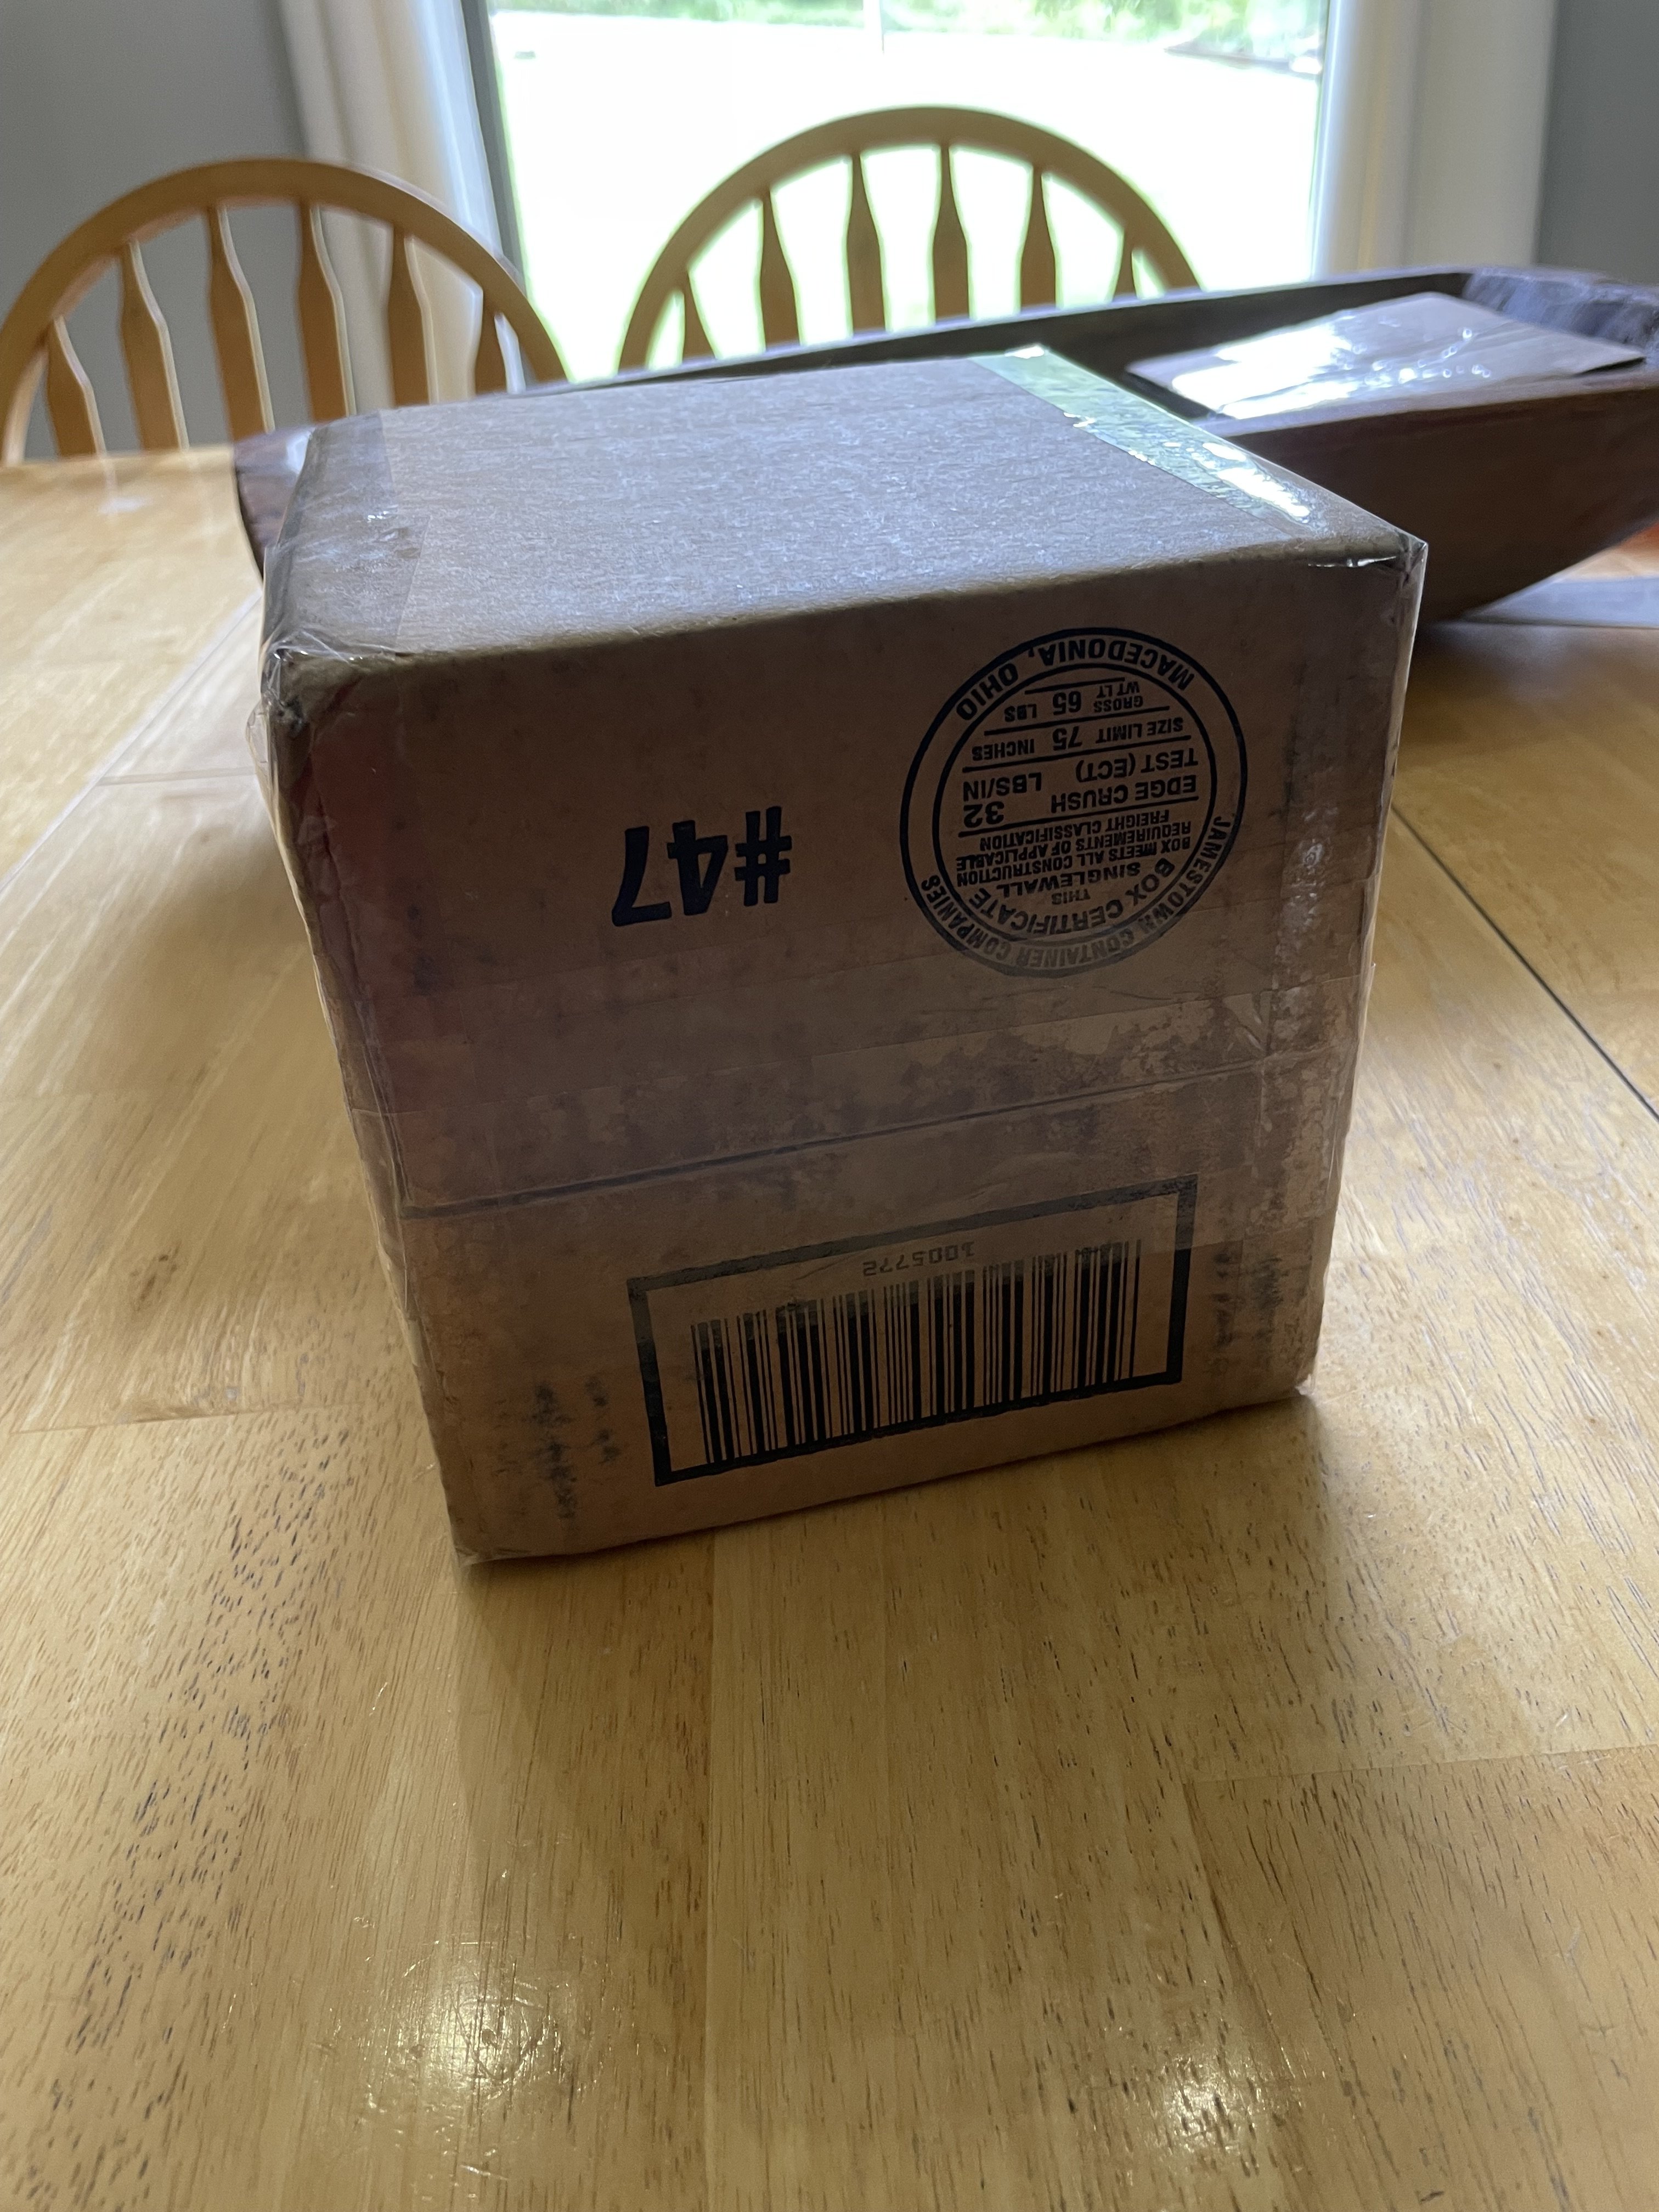 1005772
#47
JAMESTOWN CONTAINER COMPANIES
BOX CERTIFICATE
THIS
SINGLEWALL
BOX MEETS ALL CONSTRUCTION
REQUIREMENTS OF APPLICABLE
FREIGHT CLASSIFICATION
EDGE CRUSH
TEST (ECT) 32 LBS/IN
SIZE LIMIT 75 INCHES
GROSS
WT LT 65 LBS
MACEDONIA, OHIO